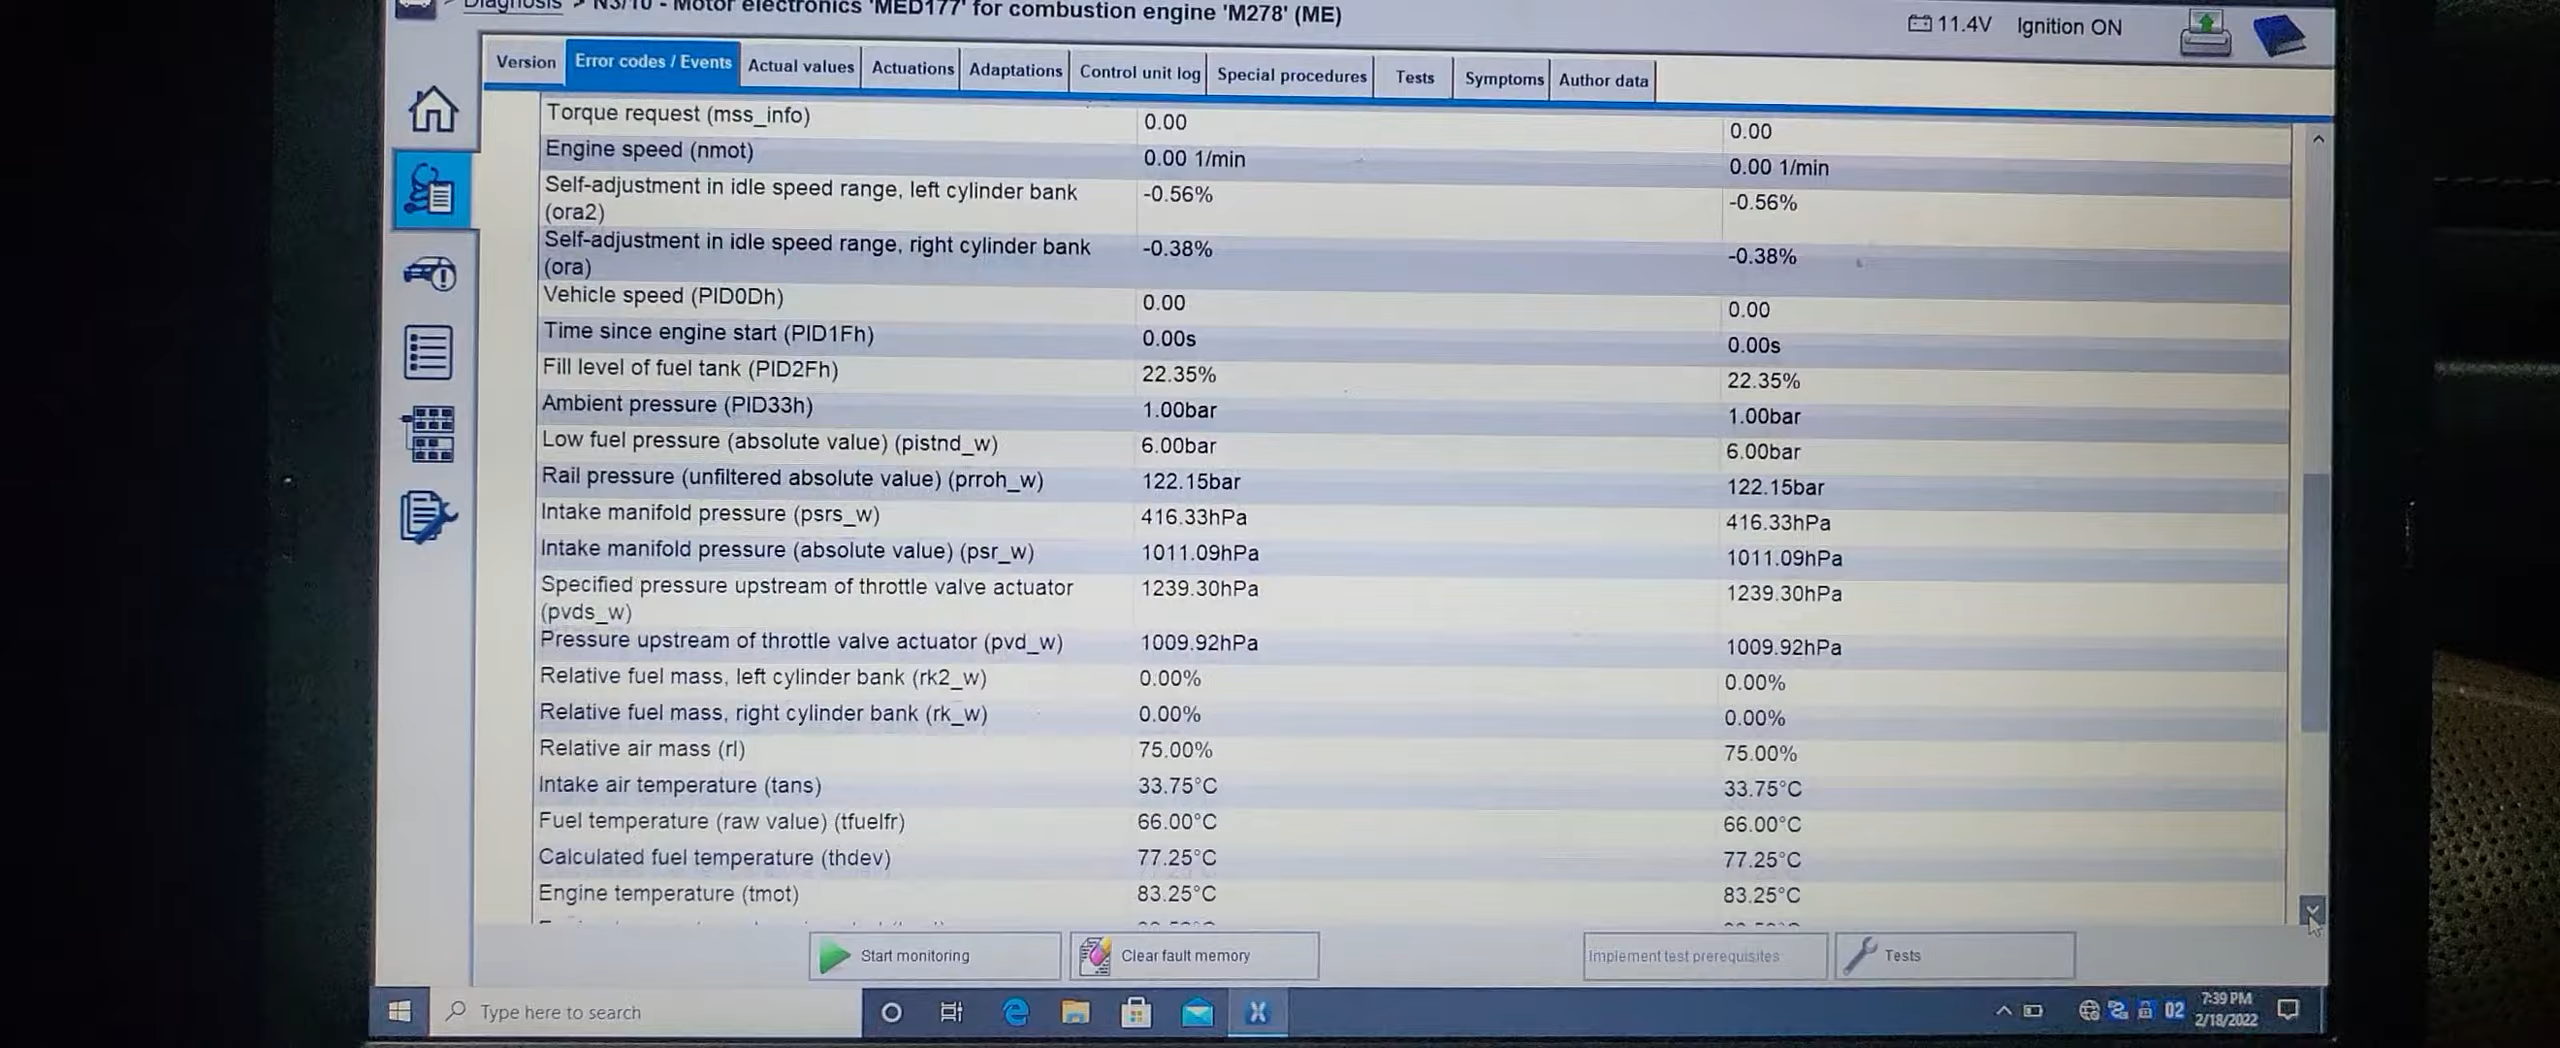 > Diagnosis > N3/10 - Motor electronics 'MED177' for combustion engine 'M278' (ME)
11.4V Ignition ON
Version Error codes / Events Actual values Actuations Adaptations Control unit log Special procedures Tests Symptoms Author data
Torque request (mss_info) 0.00 0.00
Engine speed (nmot) 0.00 1/min 0.00 1/min
Self-adjustment in idle speed range, left cylinder bank -0.56% -0.56%
(ora2)
Self-adjustment in idle speed range, right cylinder bank -0.38% -0.38%
(ora)
Vehicle speed (PID0Dh) 0.00 0.00
Time since engine start (PID1Fh) 0.00s 0.00s
Fill level of fuel tank (PID2Fh) 22.35% 22.35%
Ambient pressure (PID33h) 1.00bar 1.00bar
Low fuel pressure (absolute value) (pistnd_w) 6.00bar 6.00bar
Rail pressure (unfiltered absolute value) (prroh_w) 122.15bar 122.15bar
Intake manifold pressure (psrs_w) 416.33hPa 416.33hPa
Intake manifold pressure (absolute value) (psr_w) 1011.09hPa 1011.09hPa
Specified pressure upstream of throttle valve actuator 1239.30hPa 1239.30hPa
(pvds_w)
Pressure upstream of throttle valve actuator (pvd_w) 1009.92hPa 1009.92hPa
Relative fuel mass, left cylinder bank (rk2_w) 0.00% 0.00%
Relative fuel mass, right cylinder bank (rk_w) 0.00% 0.00%
Relative air mass (rl) 75.00% 75.00%
Intake air temperature (tans) 33.75°C 33.75°C
Fuel temperature (raw value) (tfuelfr) 66.00°C 66.00°C
Calculated fuel temperature (thdev) 77.25°C 77.25°C
Engine temperature (tmot) 83.25°C 83.25°C
Start monitoring Clear fault memory Implement test prerequisites Tests
Type here to search
02
7:39 PM
2/18/2022